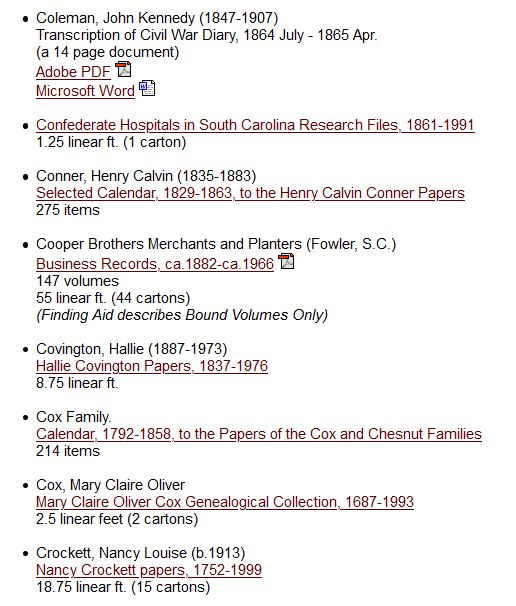 Coleman, John Kennedy (1847-1907)
Transcription of Civil War Diary, 1864 July - 1865 Apr.
(a 14 page document)
Adobe PDF
Microsoft Word
Confederate Hospitals in South Carolina Research Files, 1861-1991
1.25 linear ft. (1 carton)
Conner, Henry Calvin (1835-1883)
Selected Calendar, 1829-1863, to the Henry Calvin Conner Papers
275 items
Cooper Brothers Merchants and Planters (Fowler, S.C.)
Business Records, ca.1882-ca.1966
147 volumes
55 linear ft. (44 cartons)
(Finding Aid describes Bound Volumes Only)
Covington, Hallie (1887-1973)
Hallie Covington Papers, 1837-1976
8.75 linear ft.
Cox Family.
Calendar, 1792-1858, to the Papers of the Cox and Chesnut Families
214 items
Cox, Mary Claire Oliver
Mary Claire Oliver Cox Genealogical Collection, 1687-1993
2.5 linear feet (2 cartons)
Crockett, Nancy Louise (b.1913)
Nancy Crockett papers, 1752-1999
18.75 linear ft. (15 cartons)